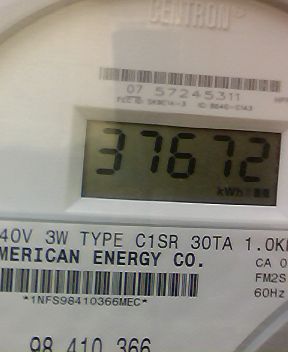 CENTRON
07 57245311
37672
kWh
40V 3W TYPE C1SR 30TA 1.0K
MERICAN ENERGY CO.
CA 0
FM2S
*1NFS98410366MEC*
60Hz
98 410 366